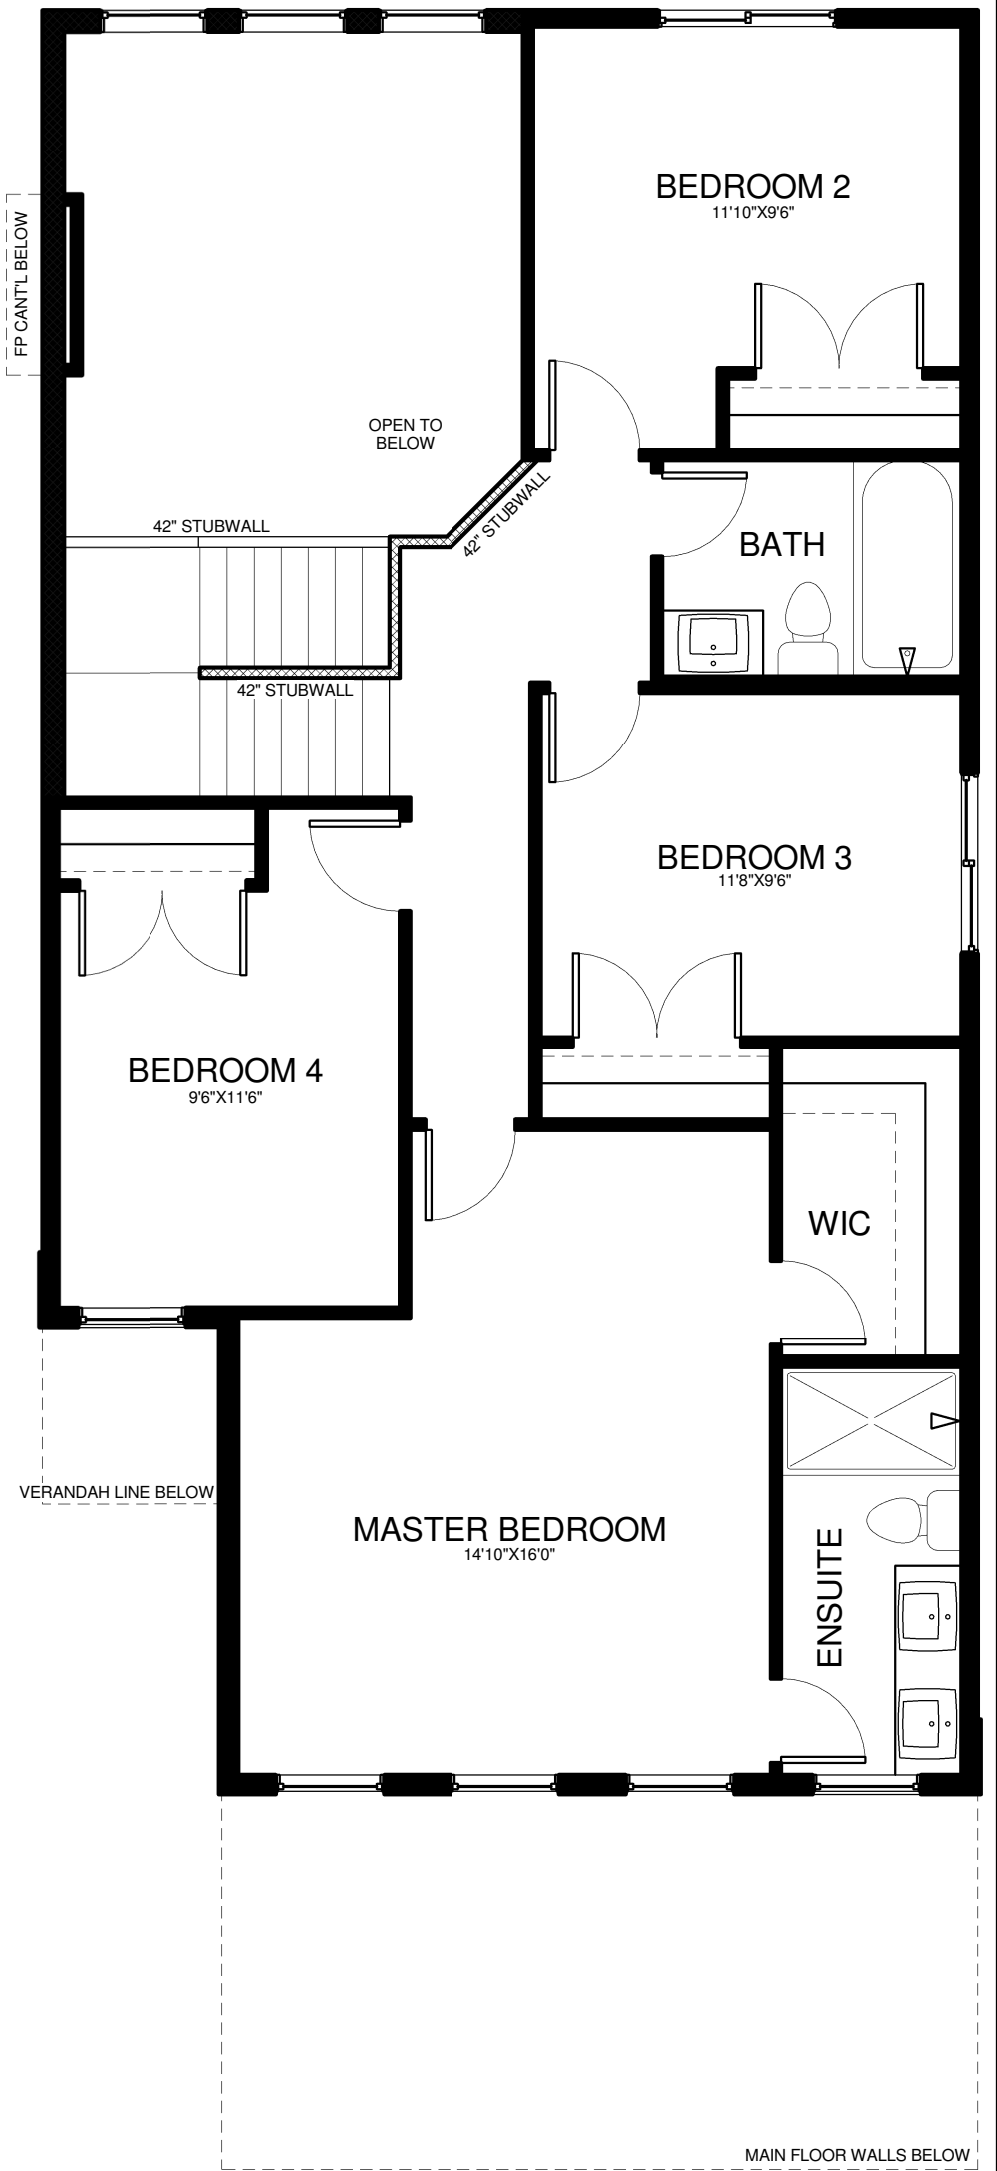 BEDROOM 2
11'10"X9'6"
FP CANT'L BELOW
OPEN TO
BELOW
42" STUBWALL
42" STUBWALL
BATH
42" STUBWALL
BEDROOM 3
11'8"X9'6"
BEDROOM 4
9'6"X11'6"
WIC
VERANDAH LINE BELOW
MASTER BEDROOM
14'10"X16'0"
ENSUITE
MAIN FLOOR WALLS BELOW